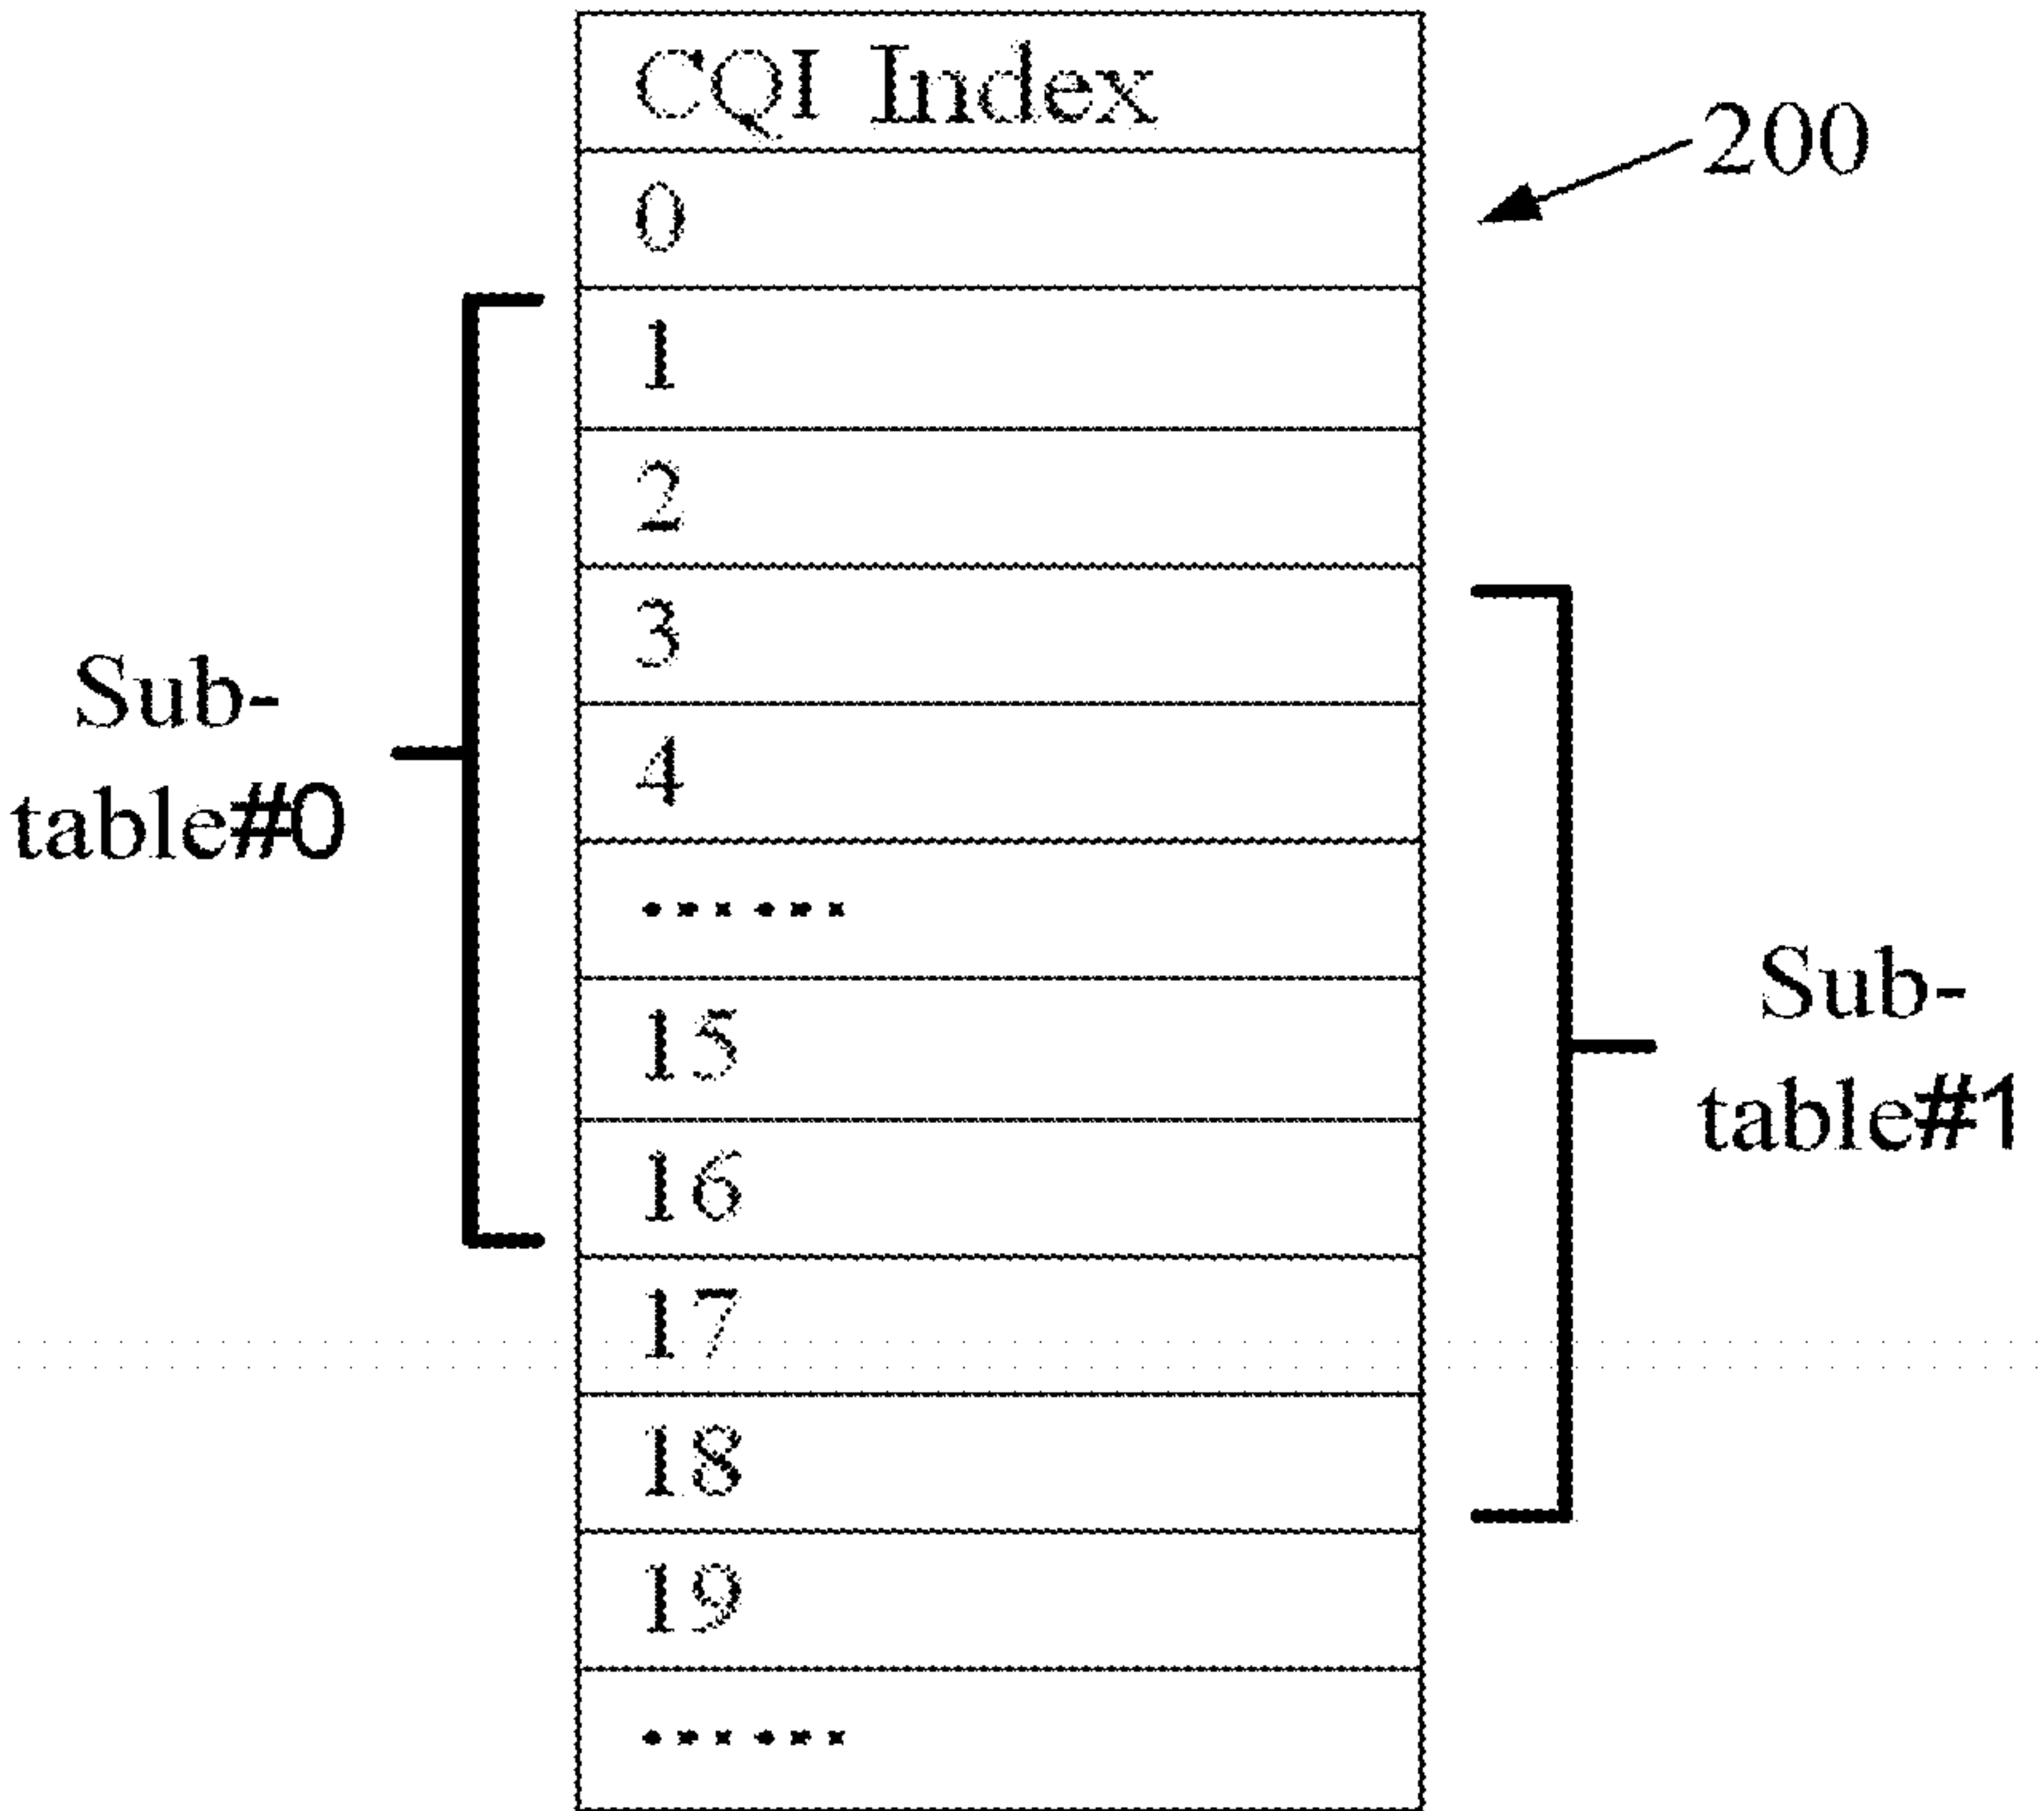 CQI Index
200
0
1
2
3
4
......
15
16
17
18
19
......
Sub-
table#0
Sub-
table#1